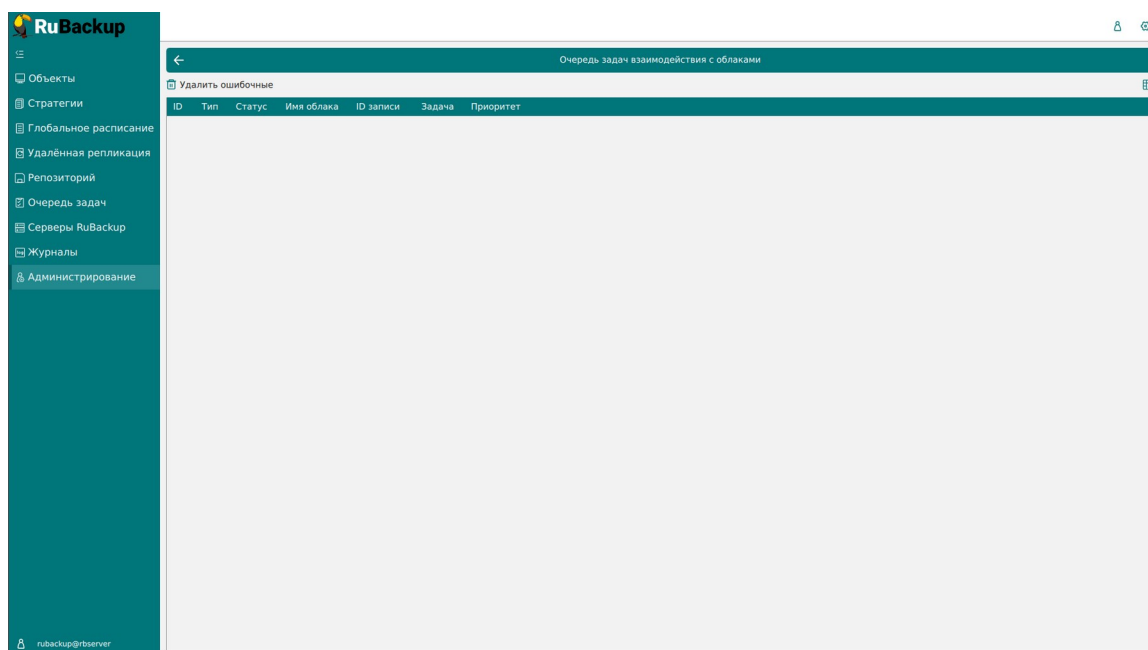 RuBackup
Очередь задач взаимодействия с облаками
Объекты
Удалить ошибочные
Стратегии
ID Тип Статус Имя облака ID записи Задача Приоритет
Глобальное расписание
Удалённая репликация
Репозиторий
Очередь задач
Серверы RuBackup
Журналы
Администрирование
rubackup@rbserver